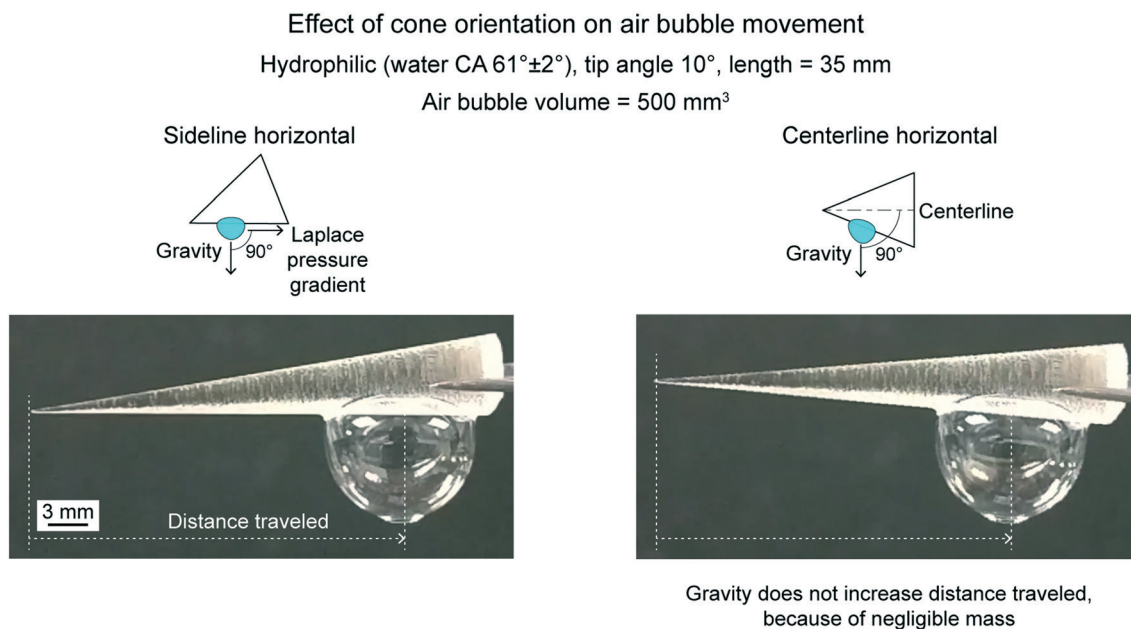 Effect of cone orientation on air bubble movement
Hydrophilic (water CA 61°±2°), tip angle 10°, length = 35 mm
Air bubble volume = 500 mm³
Sideline horizontal
Gravity
90°
Laplace
pressure
gradient
Centerline horizontal
Centerline
Gravity
90°
3 mm
Distance traveled
Gravity does not increase distance traveled,
because of negligible mass